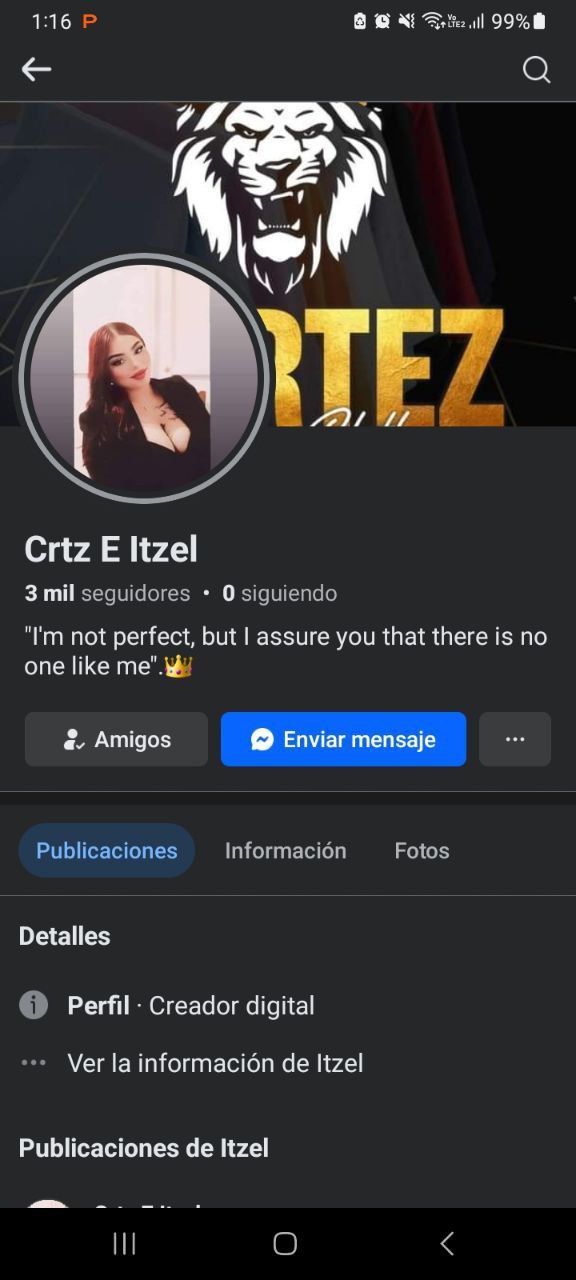 1:16 P
Vo
LTE2 99%
RTEZ
Crtz E Itzel
3 mil seguidores • 0 siguiendo
"I'm not perfect, but I assure you that there is no
one like me".👑
Amigos
Enviar mensaje
Publicaciones
Información
Fotos
Detalles
Perfil · Creador digital
Ver la información de Itzel
Publicaciones de Itzel